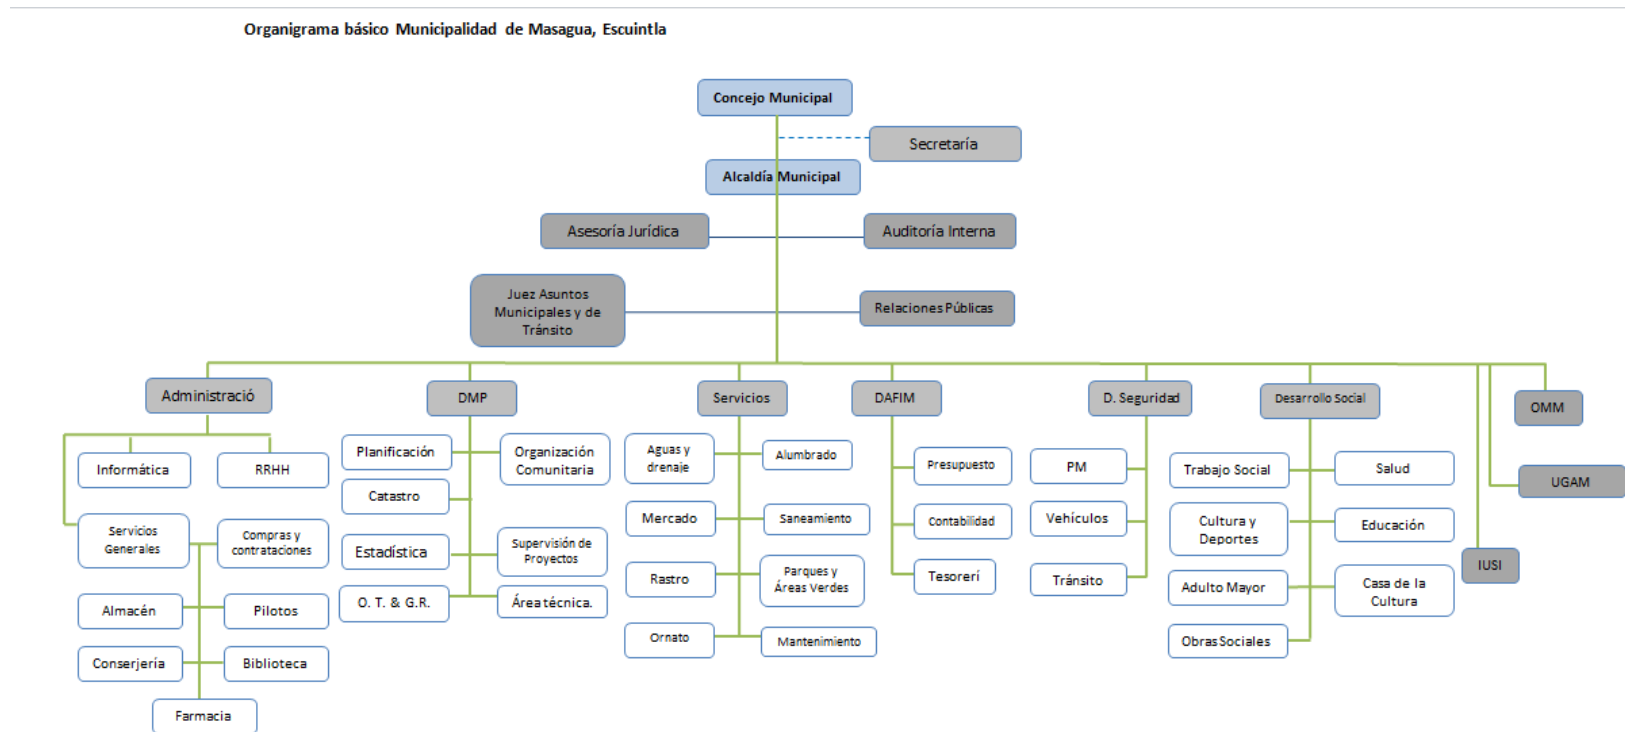 Organigrama básico Municipalidad de Masagua, Escuintla
Concejo Municipal
Secretaría
Alcaldía Municipal
Asesoría Jurídica
Auditoría Interna
Juez Asuntos
Municipales y de
Tránsito
Relaciones Públicas
Administració
DMP
Servicios
DAFIM
D. Seguridad
Desarrollo Social
OMM
UGAM
IUSI
Informática
RRHH
Servicios
Generales
Compras y
contrataciones
Almacén
Pilotos
Conserjería
Biblioteca
Farmacia
Planificación
Organización
Comunitaria
Catastro
Estadística
Supervisión de
Proyectos
O. T. & G.R.
Área técnica.
Aguas y
drenaje
Alumbrado
Mercado
Saneamiento
Rastro
Parques y
Áreas Verdes
Ornato
Mantenimiento
Presupuesto
Contabilidad
Tesorerí
PM
Vehículos
Tránsito
Trabajo Social
Salud
Cultura y
Deportes
Educación
Adulto Mayor
Casa de la
Cultura
Obras Sociales